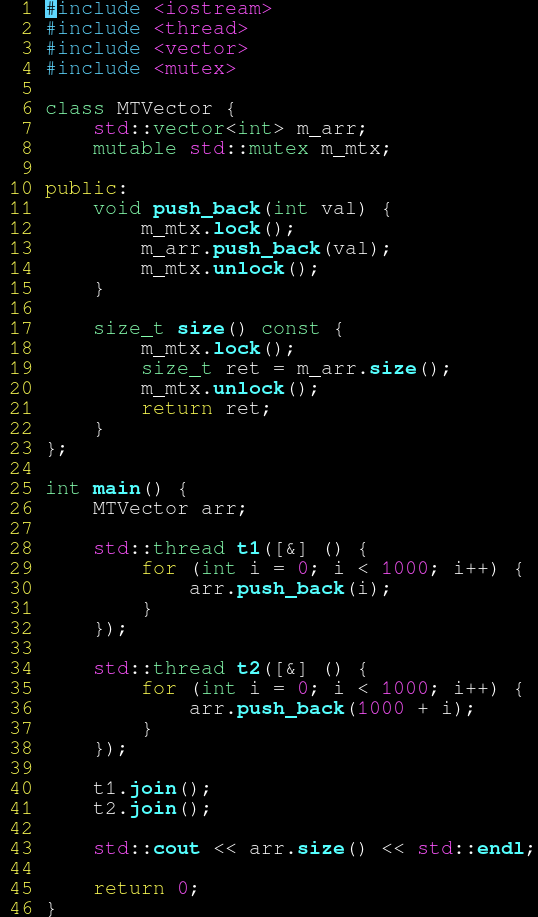 1 #include <iostream>
2 #include <thread>
3 #include <vector>
4 #include <mutex>
5
6 class MTVector {
7     std::vector<int> m_arr;
8     mutable std::mutex m_mtx;
9
10 public:
11     void push_back(int val) {
12         m_mtx.lock();
13         m_arr.push_back(val);
14         m_mtx.unlock();
15     }
16
17     size_t size() const {
18         m_mtx.lock();
19         size_t ret = m_arr.size();
20         m_mtx.unlock();
21         return ret;
22     }
23 };
24
25 int main() {
26     MTVector arr;
27
28     std::thread t1([&] () {
29         for (int i = 0; i < 1000; i++) {
30             arr.push_back(i);
31         }
32     });
33
34     std::thread t2([&] () {
35         for (int i = 0; i < 1000; i++) {
36             arr.push_back(1000 + i);
37         }
38     });
39
40     t1.join();
41     t2.join();
42
43     std::cout << arr.size() << std::endl;
44
45     return 0;
46 }